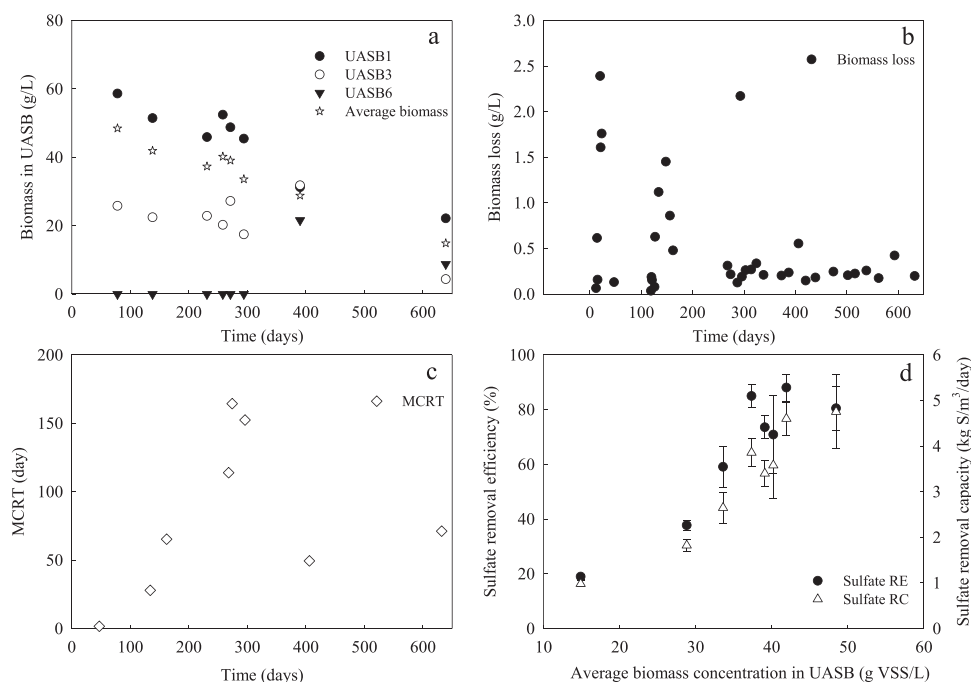 80
60
40
20
0
Biomass in UASB (g/L)
a
UASB1
UASB3
UASB6
Average biomass
0 100 200 300 400 500 600
Time (days)
3.0
2.5
2.0
1.5
1.0
0.5
0.0
Biomass loss (g/L)
b
Biomass loss
0 100 200 300 400 500 600
Time (days)
200
150
100
50
0
MCRT (day)
c
MCRT
0 100 200 300 400 500 600
Time (days)
100
80
60
40
20
0
Sulfate removal efficiency (%)
d
Sulfate RE
Sulfate RC
6
5
4
3
2
1
0
Sulfate removal capacity (kg S/m³/day)
10 20 30 40 50 60
Average biomass concentration in UASB (g VSS/L)